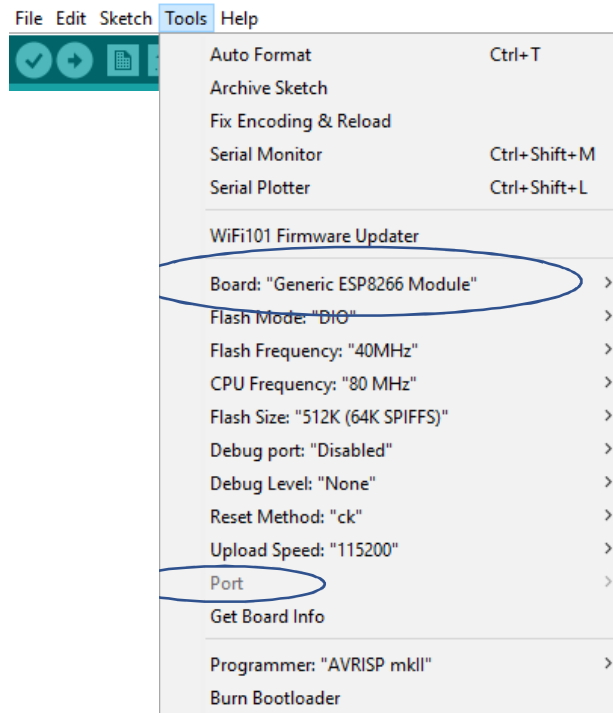 File Edit Sketch Tools Help
Auto Format Ctrl+T
Archive Sketch
Fix Encoding & Reload
Serial Monitor Ctrl+Shift+M
Serial Plotter Ctrl+Shift+L
WiFi101 Firmware Updater
Board: "Generic ESP8266 Module"
Flash Mode: "DIO"
Flash Frequency: "40MHz"
CPU Frequency: "80 MHz"
Flash Size: "512K (64K SPIFFS)"
Debug port: "Disabled"
Debug Level: "None"
Reset Method: "ck"
Upload Speed: "115200"
Port
Get Board Info
Programmer: "AVRISP mkII"
Burn Bootloader